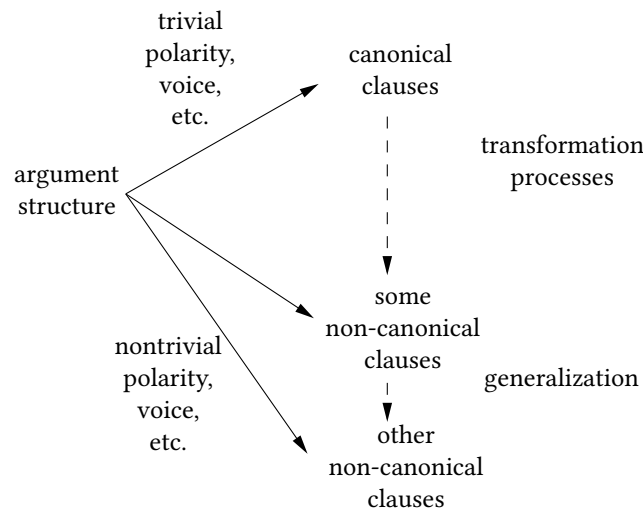 trivial
polarity,
voice,
etc.
canonical
clauses
transformation
processes
argument
structure
some
non-canonical
clauses
nontrivial
polarity,
voice,
etc.
generalization
other
non-canonical
clauses